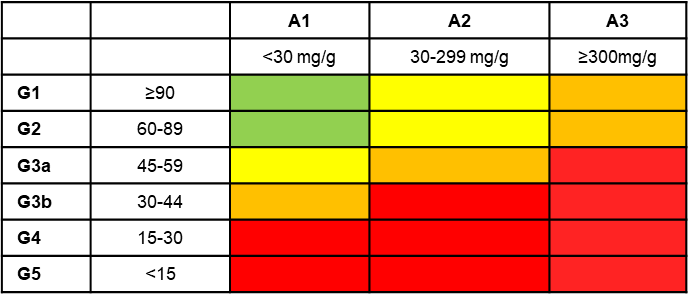 A1 A2 A3
<30 mg/g 30-299 mg/g ≥300mg/g
G1 ≥90
G2 60-89
G3a 45-59
G3b 30-44
G4 15-30
G5 <15